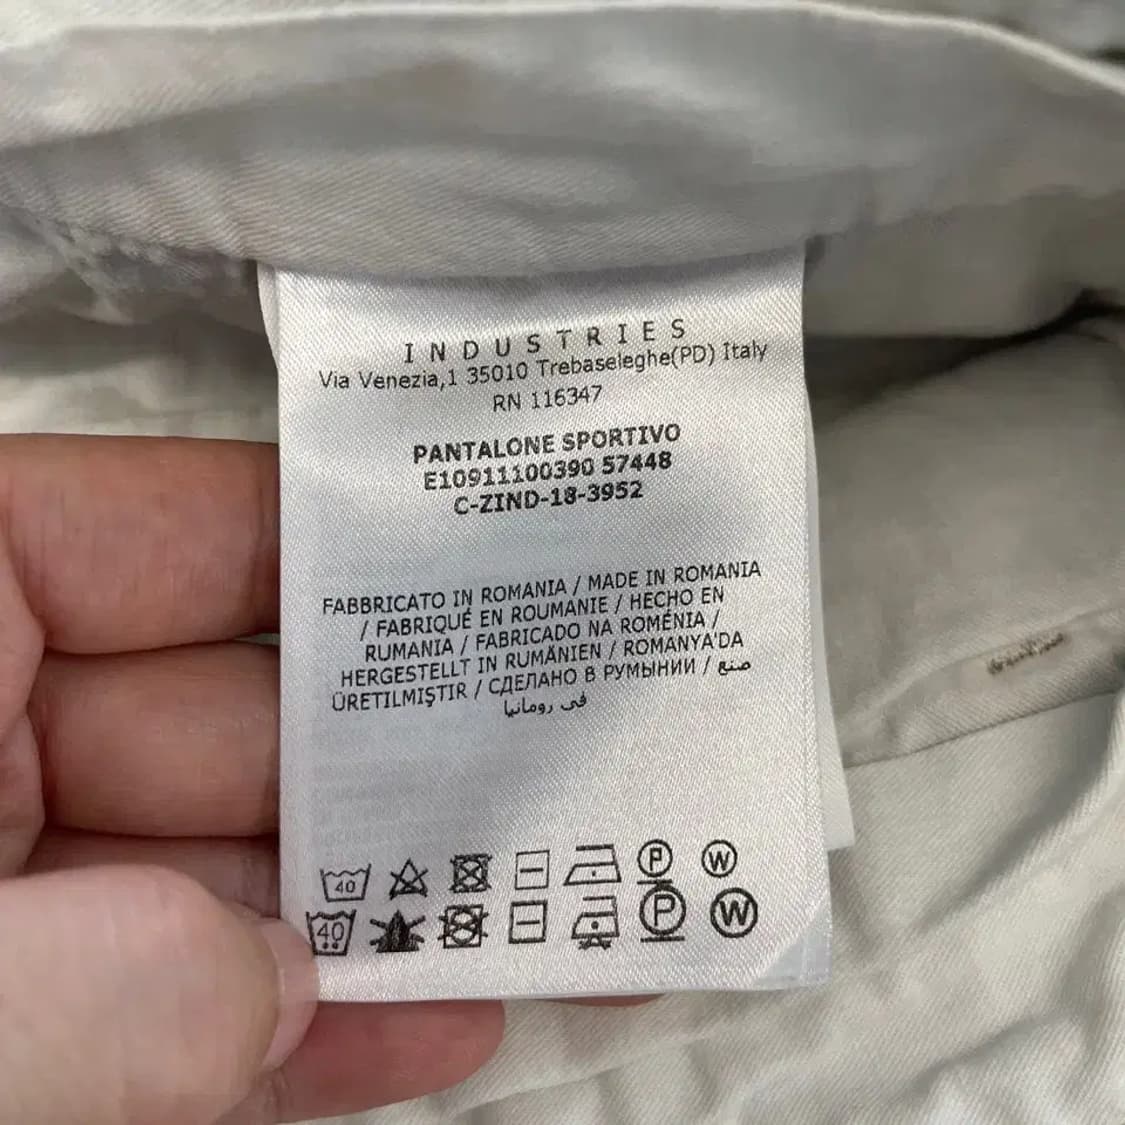 INDUSTRIES
Via Venezia,1 35010 Trebaseleghe(PD) Italy
RN 116347
PANTALONE SPORTIVO
E10911100390 57448
C-ZIND-18-3952
FABBRICATO IN ROMANIA / MADE IN ROMANIA
/ FABRIQUÉ EN ROUMANIE / HECHO EN
RUMANIA / FABRICADO NA ROMÉNIA /
HERGESTELLT IN RUMÄNIEN / ROMANYA'DA
ÜRETILMIŞTIR / СДЕЛАНО В РУМЫНИИ / صنع
في رومانيا
40 P W
40 P W